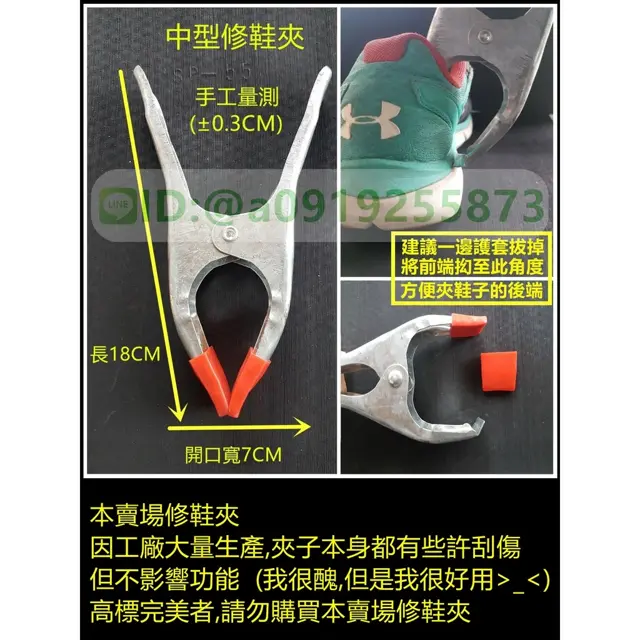 中型修鞋夾
SP-55
手工量測
(±0.3CM)
LINE
ID:@a0919255873
建議一邊護套拔掉
將前端拗至此角度
方便夾鞋子的後端
長18CM
開口寬7CM
本賣場修鞋夾
因工廠大量生產,夾子本身都有些許刮傷
但不影響功能 (我很醜,但是我很好用>_<)
高標完美者,請勿購買本賣場修鞋夾